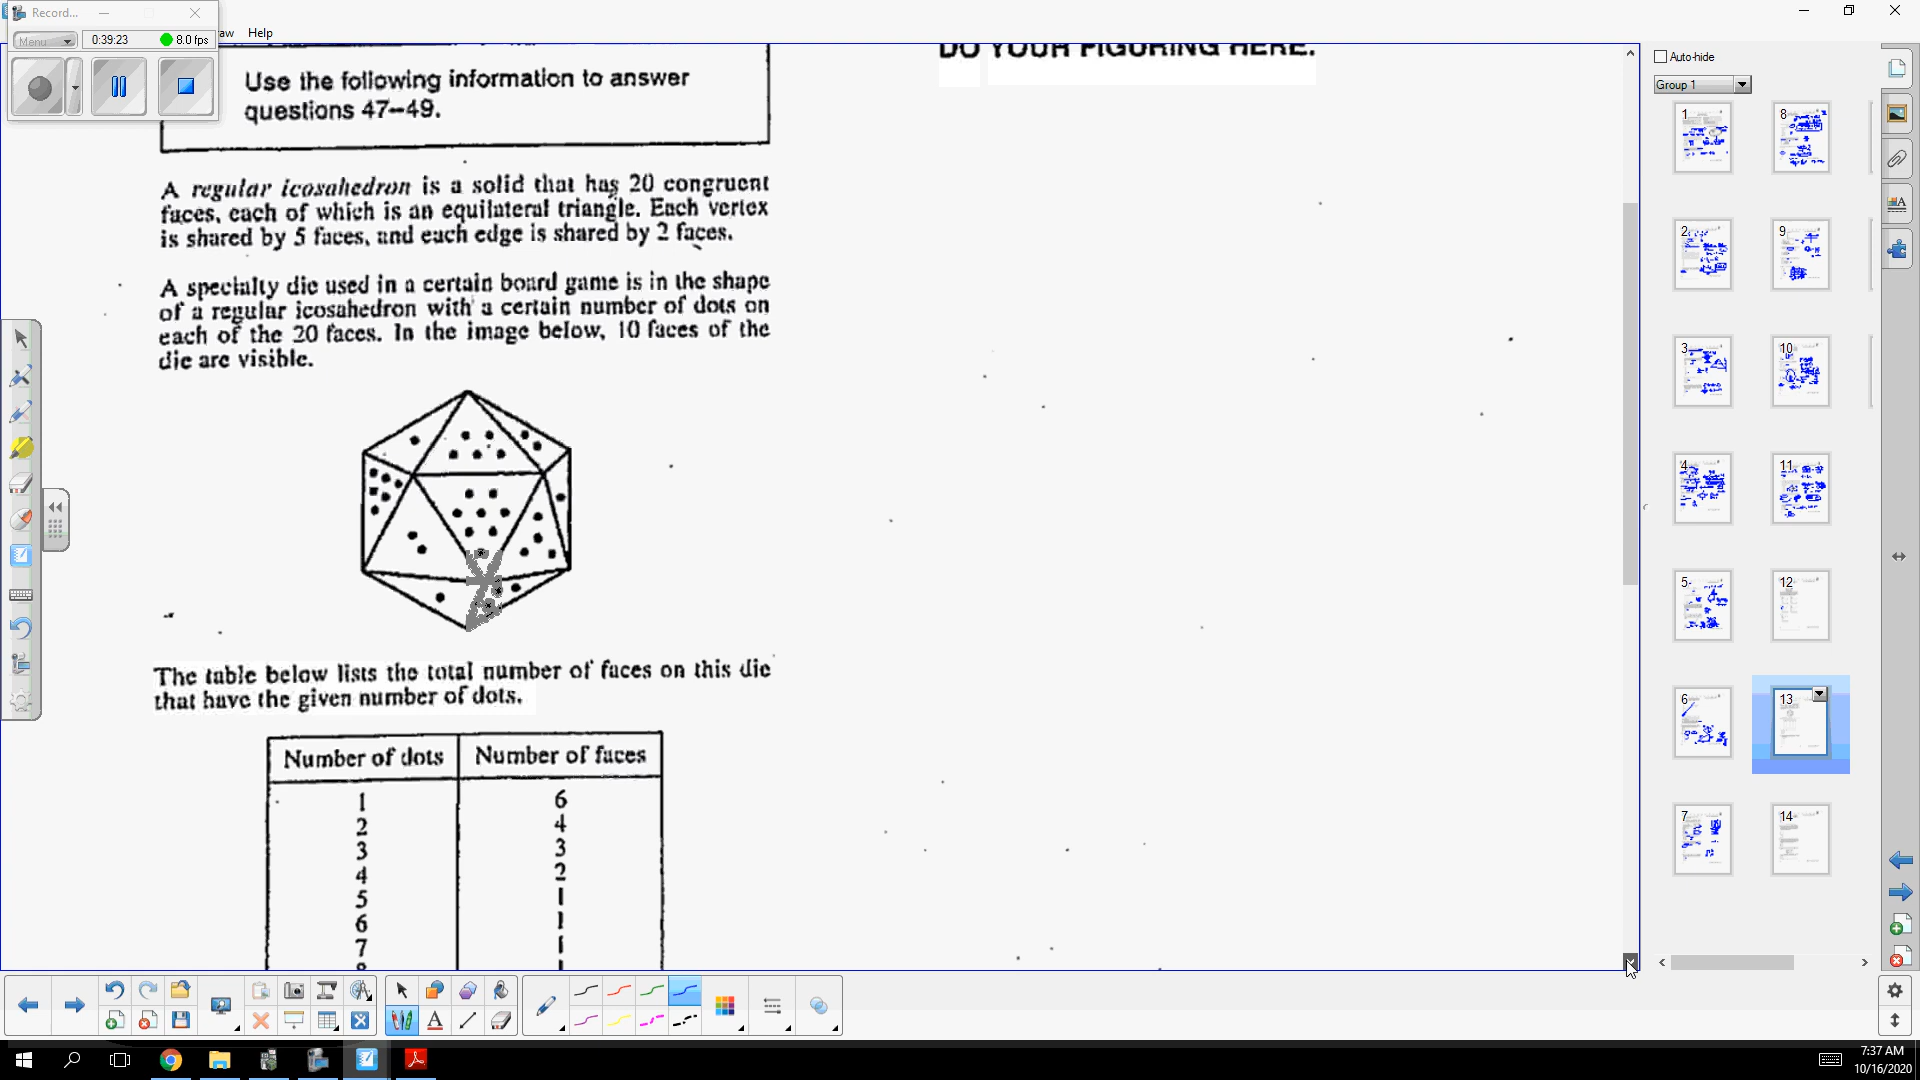 Record...
Menu
0:39:23
8.0 fps
aw Help
DO YOUR FIGURING HERE.
Use the following information to answer
questions 47–49.
A regular icosahedron is a solid that has 20 congruent
faces, each of which is an equilateral triangle. Each vertex
is shared by 5 faces, and each edge is shared by 2 faces.
A specialty die used in a certain board game is in the shape
of a regular icosahedron with a certain number of dots on
each of the 20 faces. In the image below, 10 faces of the
die are visible.
The table below lists the total number of faces on this die
that have the given number of dots.
Number of dots Number of faces
1 6
2 4
3 3
4 2
5 1
6 1
7 1
8 1
Auto-hide
Group 1
1 8
2 9
3 10
4 11
5 12
6 13
7 14
7:37 AM
10/16/2020